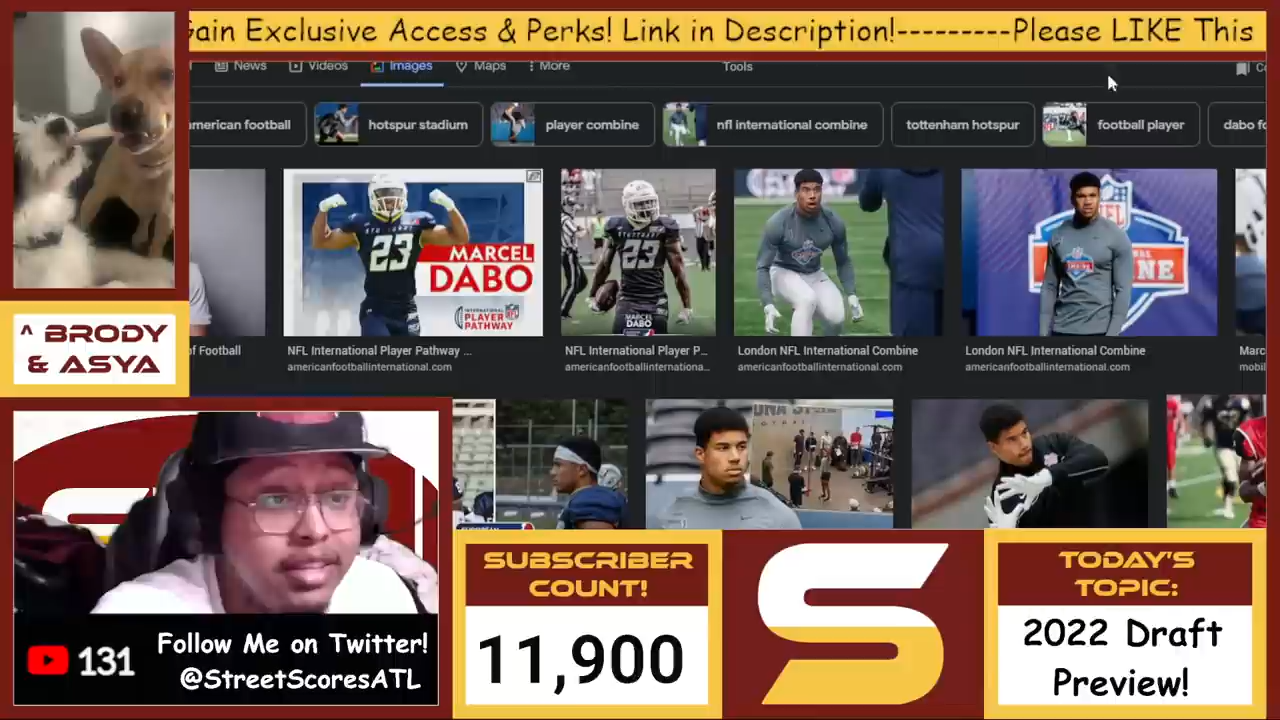 Gain Exclusive Access & Perks! Link in Description!---------Please LIKE This
News Videos Images Maps More Tools
american football hotspur stadium player combine nfl international combine tottenham hotspur football player
23
MARCEL
DABO
INTERNATIONAL
PLAYER
PATHWAY
23
MARCEL
DABO
NFL
of Football
NFL International Player Pathway ...
americanfootballinternational.com
NFL International Player P...
americanfootballinternationa...
London NFL International Combine
americanfootballinternational.com
London NFL International Combine
americanfootballinternational.com
^ BRODY
& ASYA
131
Follow Me on Twitter!
@StreetScoresATL
SUBSCRIBER
COUNT!
11,900
S
TODAY'S
TOPIC:
2022 Draft
Preview!